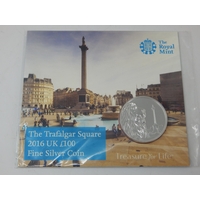 The
Royal
Mint
The Trafalgar Square
2016 UK £100
Fine Silver Coin
Treasure for Life